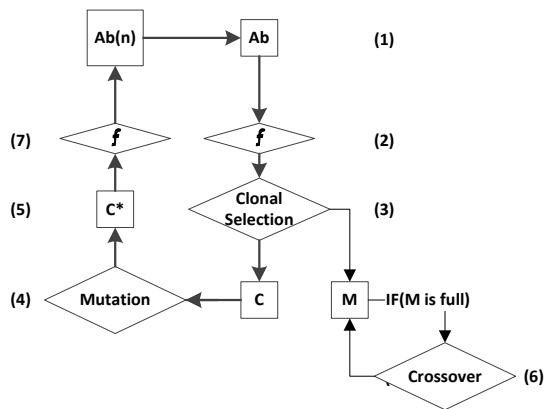 Ab(n)
Ab
(1)
(7)
f
f
(2)
(5)
C*
Clonal
Selection
(3)
(4)
Mutation
C
M
IF(M is full)
Crossover
(6)